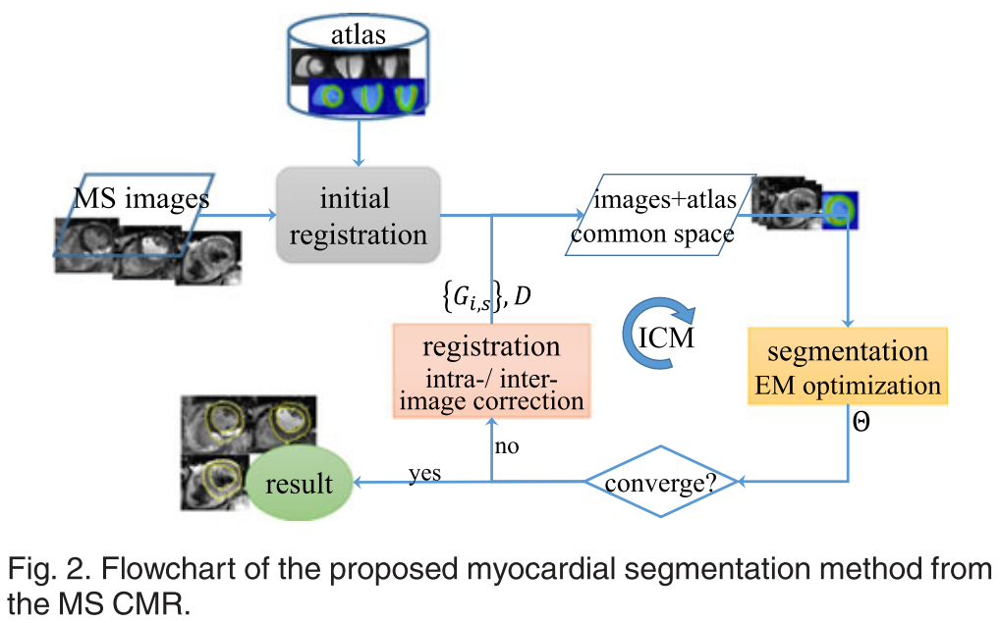 atlas
MS images
initial
registration
images+atlas
common space
{G_{i,s}}, D
registration
intra-/ inter-
image correction
ICM
segmentation
EM optimization
Θ
no
yes
converge?
result
Fig. 2. Flowchart of the proposed myocardial segmentation method from
the MS CMR.